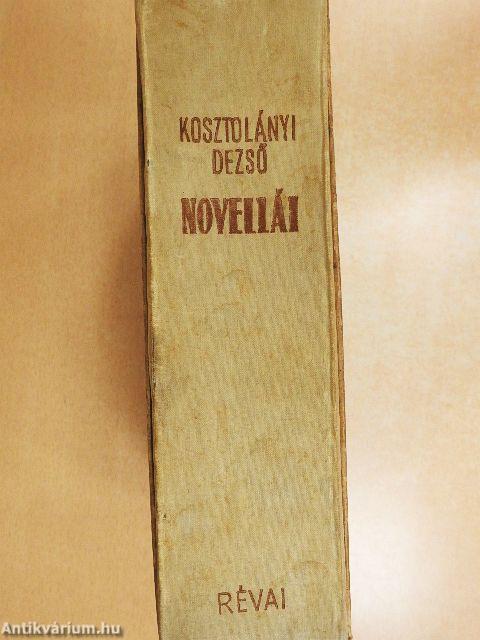 KOSZTOLÁNYI
DEZSŐ
NOVELLÁI
RÉVAI
Antikvárium.hu